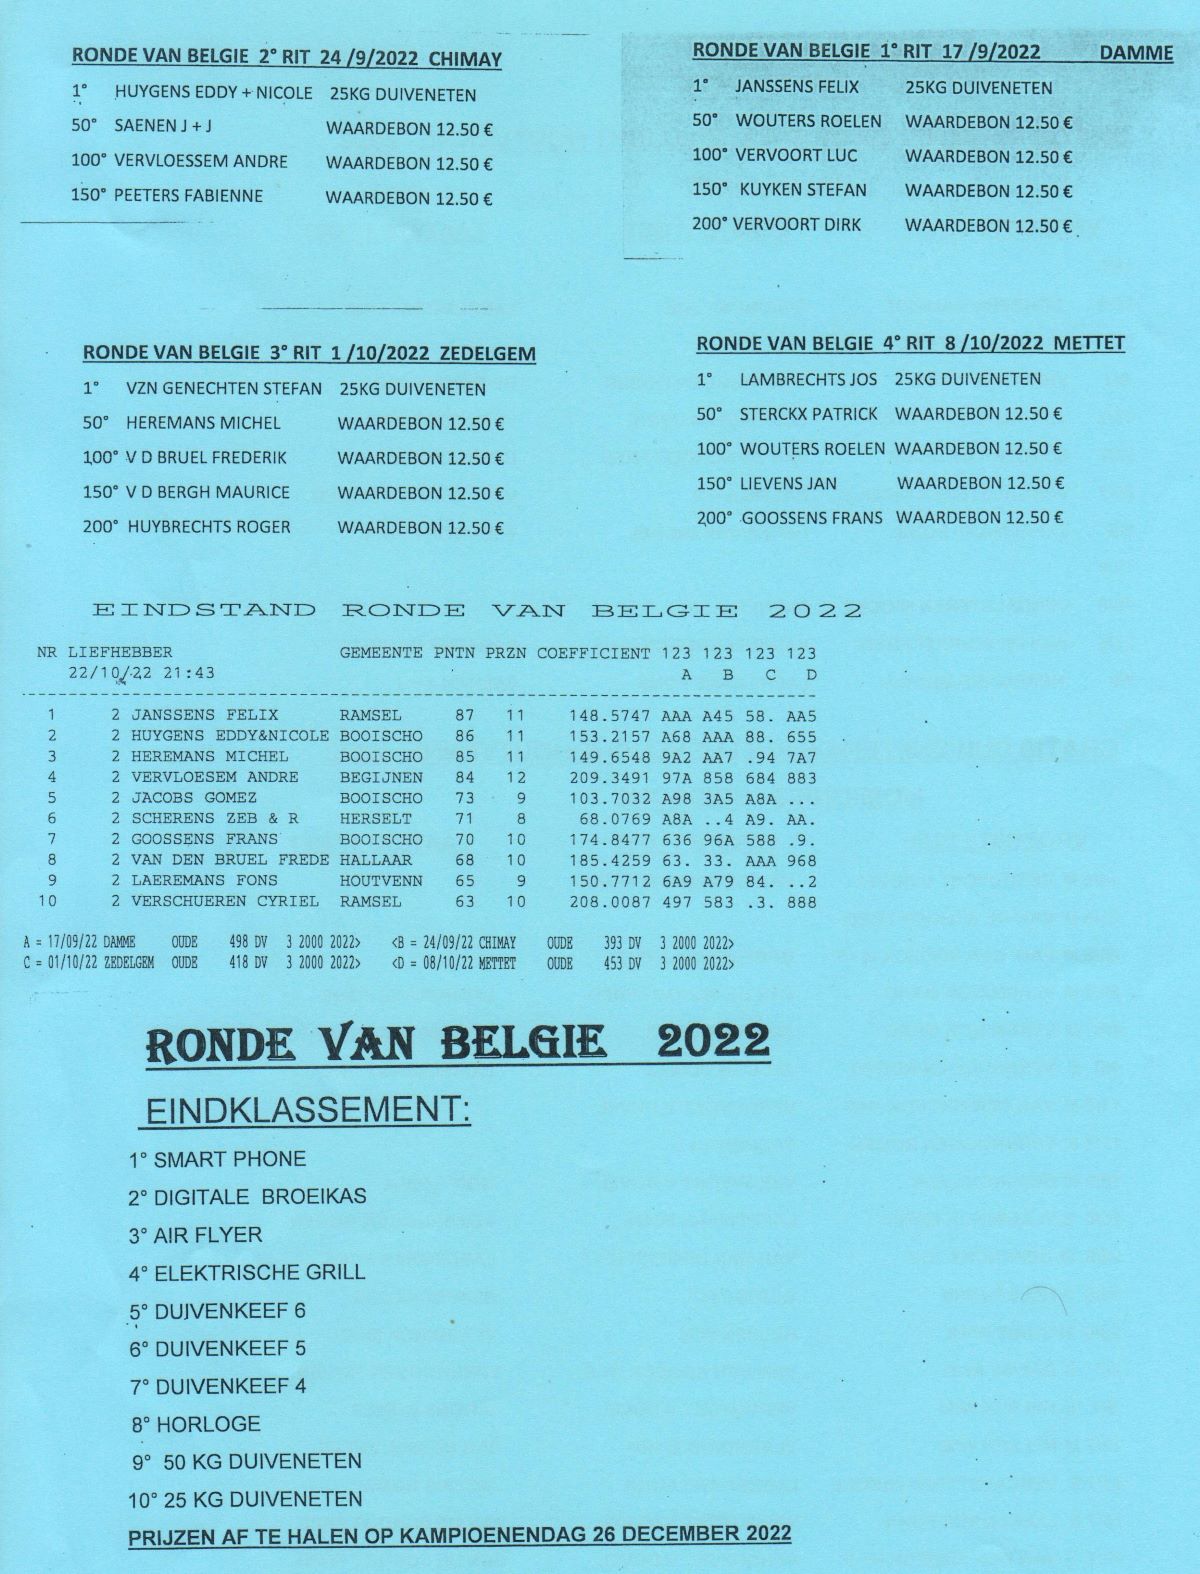 RONDE VAN BELGIE 2° RIT 24 /9/2022 CHIMAY
1° HUYGENS EDDY + NICOLE 25KG DUIVENETEN
50° SAENEN J + J WAARDEBON 12.50 €
100° VERVLOESSEM ANDRE WAARDEBON 12.50 €
150° PEETERS FABIENNE WAARDEBON 12.50 €
RONDE VAN BELGIE 1° RIT 17 /9/2022 DAMME
1° JANSSENS FELIX 25KG DUIVENETEN
50° WOUTERS ROELEN WAARDEBON 12.50 €
100° VERVOORT LUC WAARDEBON 12.50 €
150° KUYKEN STEFAN WAARDEBON 12.50 €
200° VERVOORT DIRK WAARDEBON 12.50 €
RONDE VAN BELGIE 3° RIT 1 /10/2022 ZEDELGEM
1° VZN GENECHTEN STEFAN 25KG DUIVENETEN
50° HEREMANS MICHEL WAARDEBON 12.50 €
100° V D BRUEL FREDERIK WAARDEBON 12.50 €
150° V D BERGH MAURICE WAARDEBON 12.50 €
200° HUYBRECHTS ROGER WAARDEBON 12.50 €
RONDE VAN BELGIE 4° RIT 8 /10/2022 METTET
1° LAMBRECHTS JOS 25KG DUIVENETEN
50° STERCKX PATRICK WAARDEBON 12.50 €
100° WOUTERS ROELEN WAARDEBON 12.50 €
150° LIEVENS JAN WAARDEBON 12.50 €
200° GOOSSENS FRANS WAARDEBON 12.50 €
EINDSTAND RONDE VAN BELGIE 2022
NR LIEFHEBBER GEMEENTE PNTN PRZN COEFFICIENT 123 123 123 123
22/10/22 21:43 A B C D
1 2 JANSSENS FELIX RAMSEL 87 11 148.5747 AAA A45 58. AA5
2 2 HUYGENS EDDY&NICOLE BOOISCHO 86 11 153.2157 A68 AAA 88. 655
3 2 HEREMANS MICHEL BOOISCHO 85 11 149.6548 9A2 AA7 .94 7A7
4 2 VERVLOESEM ANDRE BEGIJNEN 84 12 209.3491 97A 858 684 883
5 2 JACOBS GOMEZ BOOISCHO 73 9 103.7032 A98 3A5 A8A ...
6 2 SCHERENS ZEB & R HERSELT 71 8 68.0769 A8A ..4 A9. AA.
7 2 GOOSSENS FRANS BOOISCHO 70 10 174.8477 636 96A 588 .9.
8 2 VAN DEN BRUEL FREDE HALLAAR 68 10 185.4259 63. 33. AAA 968
9 2 LAEREMANS FONS HOUTVENN 65 9 150.7712 6A9 A79 84. ..2
10 2 VERSCHUEREN CYRIEL RAMSEL 63 10 208.0087 497 583 .3. 888
A = 17/09/22 DAMME OUDE 498 DV 3 2000 2022> <B = 24/09/22 CHIMAY OUDE 393 DV 3 2000 2022>
C = 01/10/22 ZEDELGEM OUDE 418 DV 3 2000 2022> <D = 08/10/22 METTET OUDE 453 DV 3 2000 2022>
RONDE VAN BELGIE 2022
EINDKLASSEMENT:
1° SMART PHONE
2° DIGITALE BROEIKAS
3° AIR FLYER
4° ELEKTRISCHE GRILL
5° DUIVENKEEF 6
6° DUIVENKEEF 5
7° DUIVENKEEF 4
8° HORLOGE
9° 50 KG DUIVENETEN
10° 25 KG DUIVENETEN
PRIJZEN AF TE HALEN OP KAMPIOENENDAG 26 DECEMBER 2022